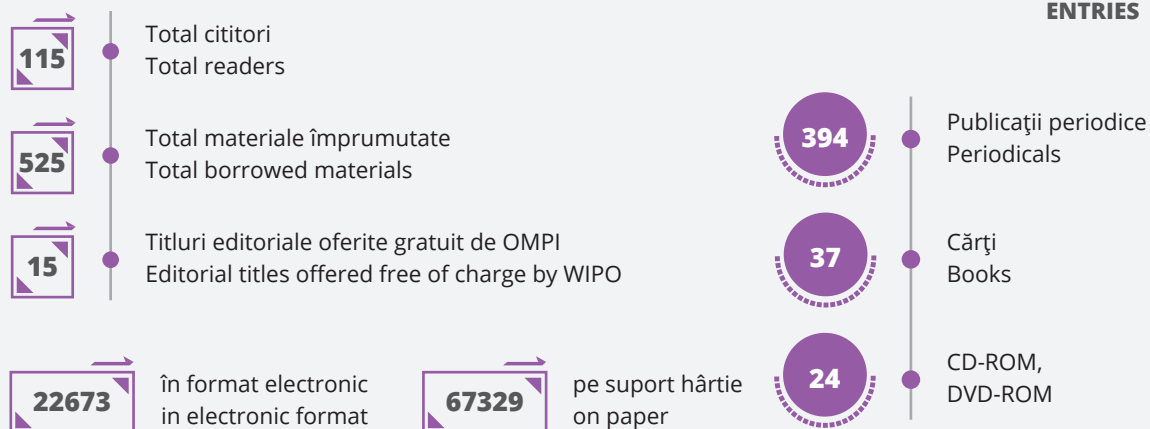 ENTRIES
115
Total cititori
Total readers
525
Total materiale împrumutate
Total borrowed materials
15
Titluri editoriale oferite gratuit de OMPI
Editorial titles offered free of charge by WIPO
22673
în format electronic
in electronic format
67329
pe suport hârtie
on paper
394
Publicaţii periodice
Periodicals
37
Cărţi
Books
24
CD-ROM,
DVD-ROM